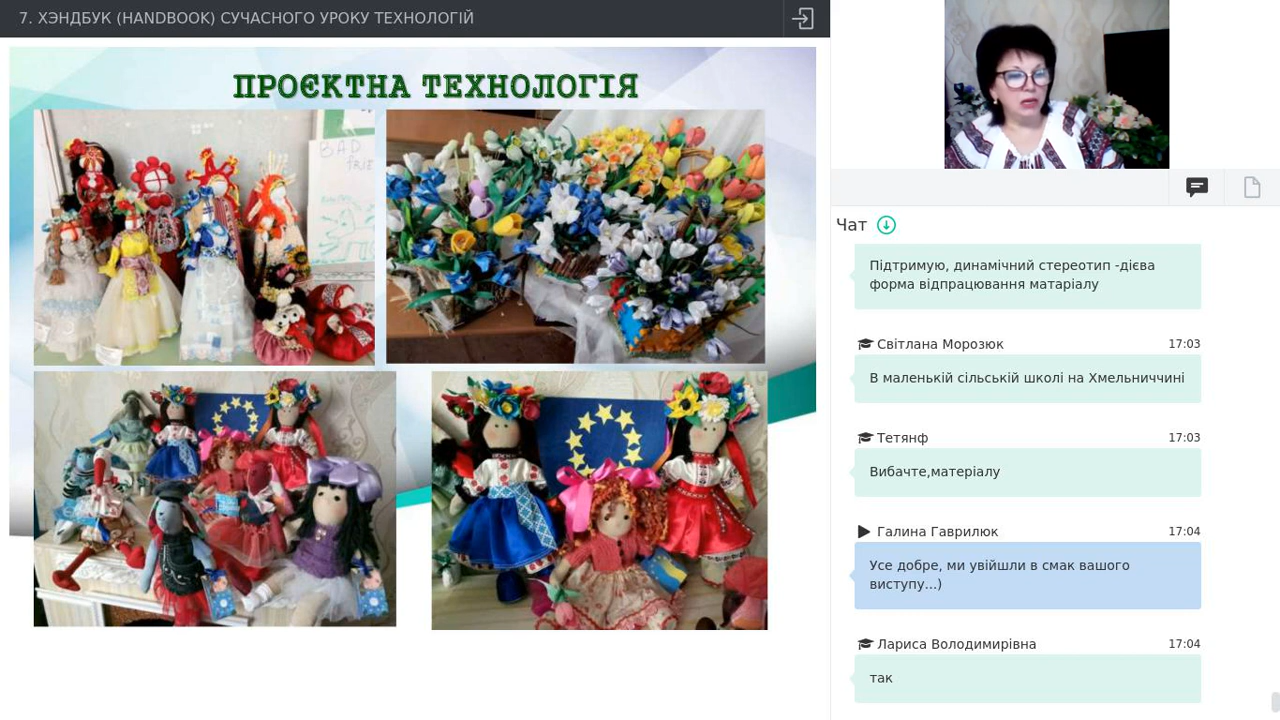 7. ХЭНДБУК (HANDBOOK) СУЧАСНОГО УРОКУ ТЕХНОЛОГІЙ
ПРОЄКТНА ТЕХНОЛОГІЯ
BAD
Чат
Підтримую, динамічний стереотип -дієва
форма відпрацювання матаріалу
Світлана Морозюк 17:03
В маленькій сільській школі на Хмельниччині
Тетянф 17:03
Вибачте,матеріалу
Галина Гаврилюк 17:04
Усе добре, ми увійшли в смак вашого
виступу...)
Лариса Володимирівна 17:04
так